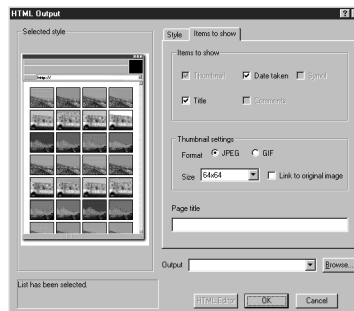 HTML Output
Selected style
Style Items to show
http://
Items to show
Thumbnail Date taken
Title Comments
Thumbnail settings
Format JPEG GIF
Size 64x64 Link to original image
Page title
Output Browse...
List has been selected.
HTML Editor OK Cancel